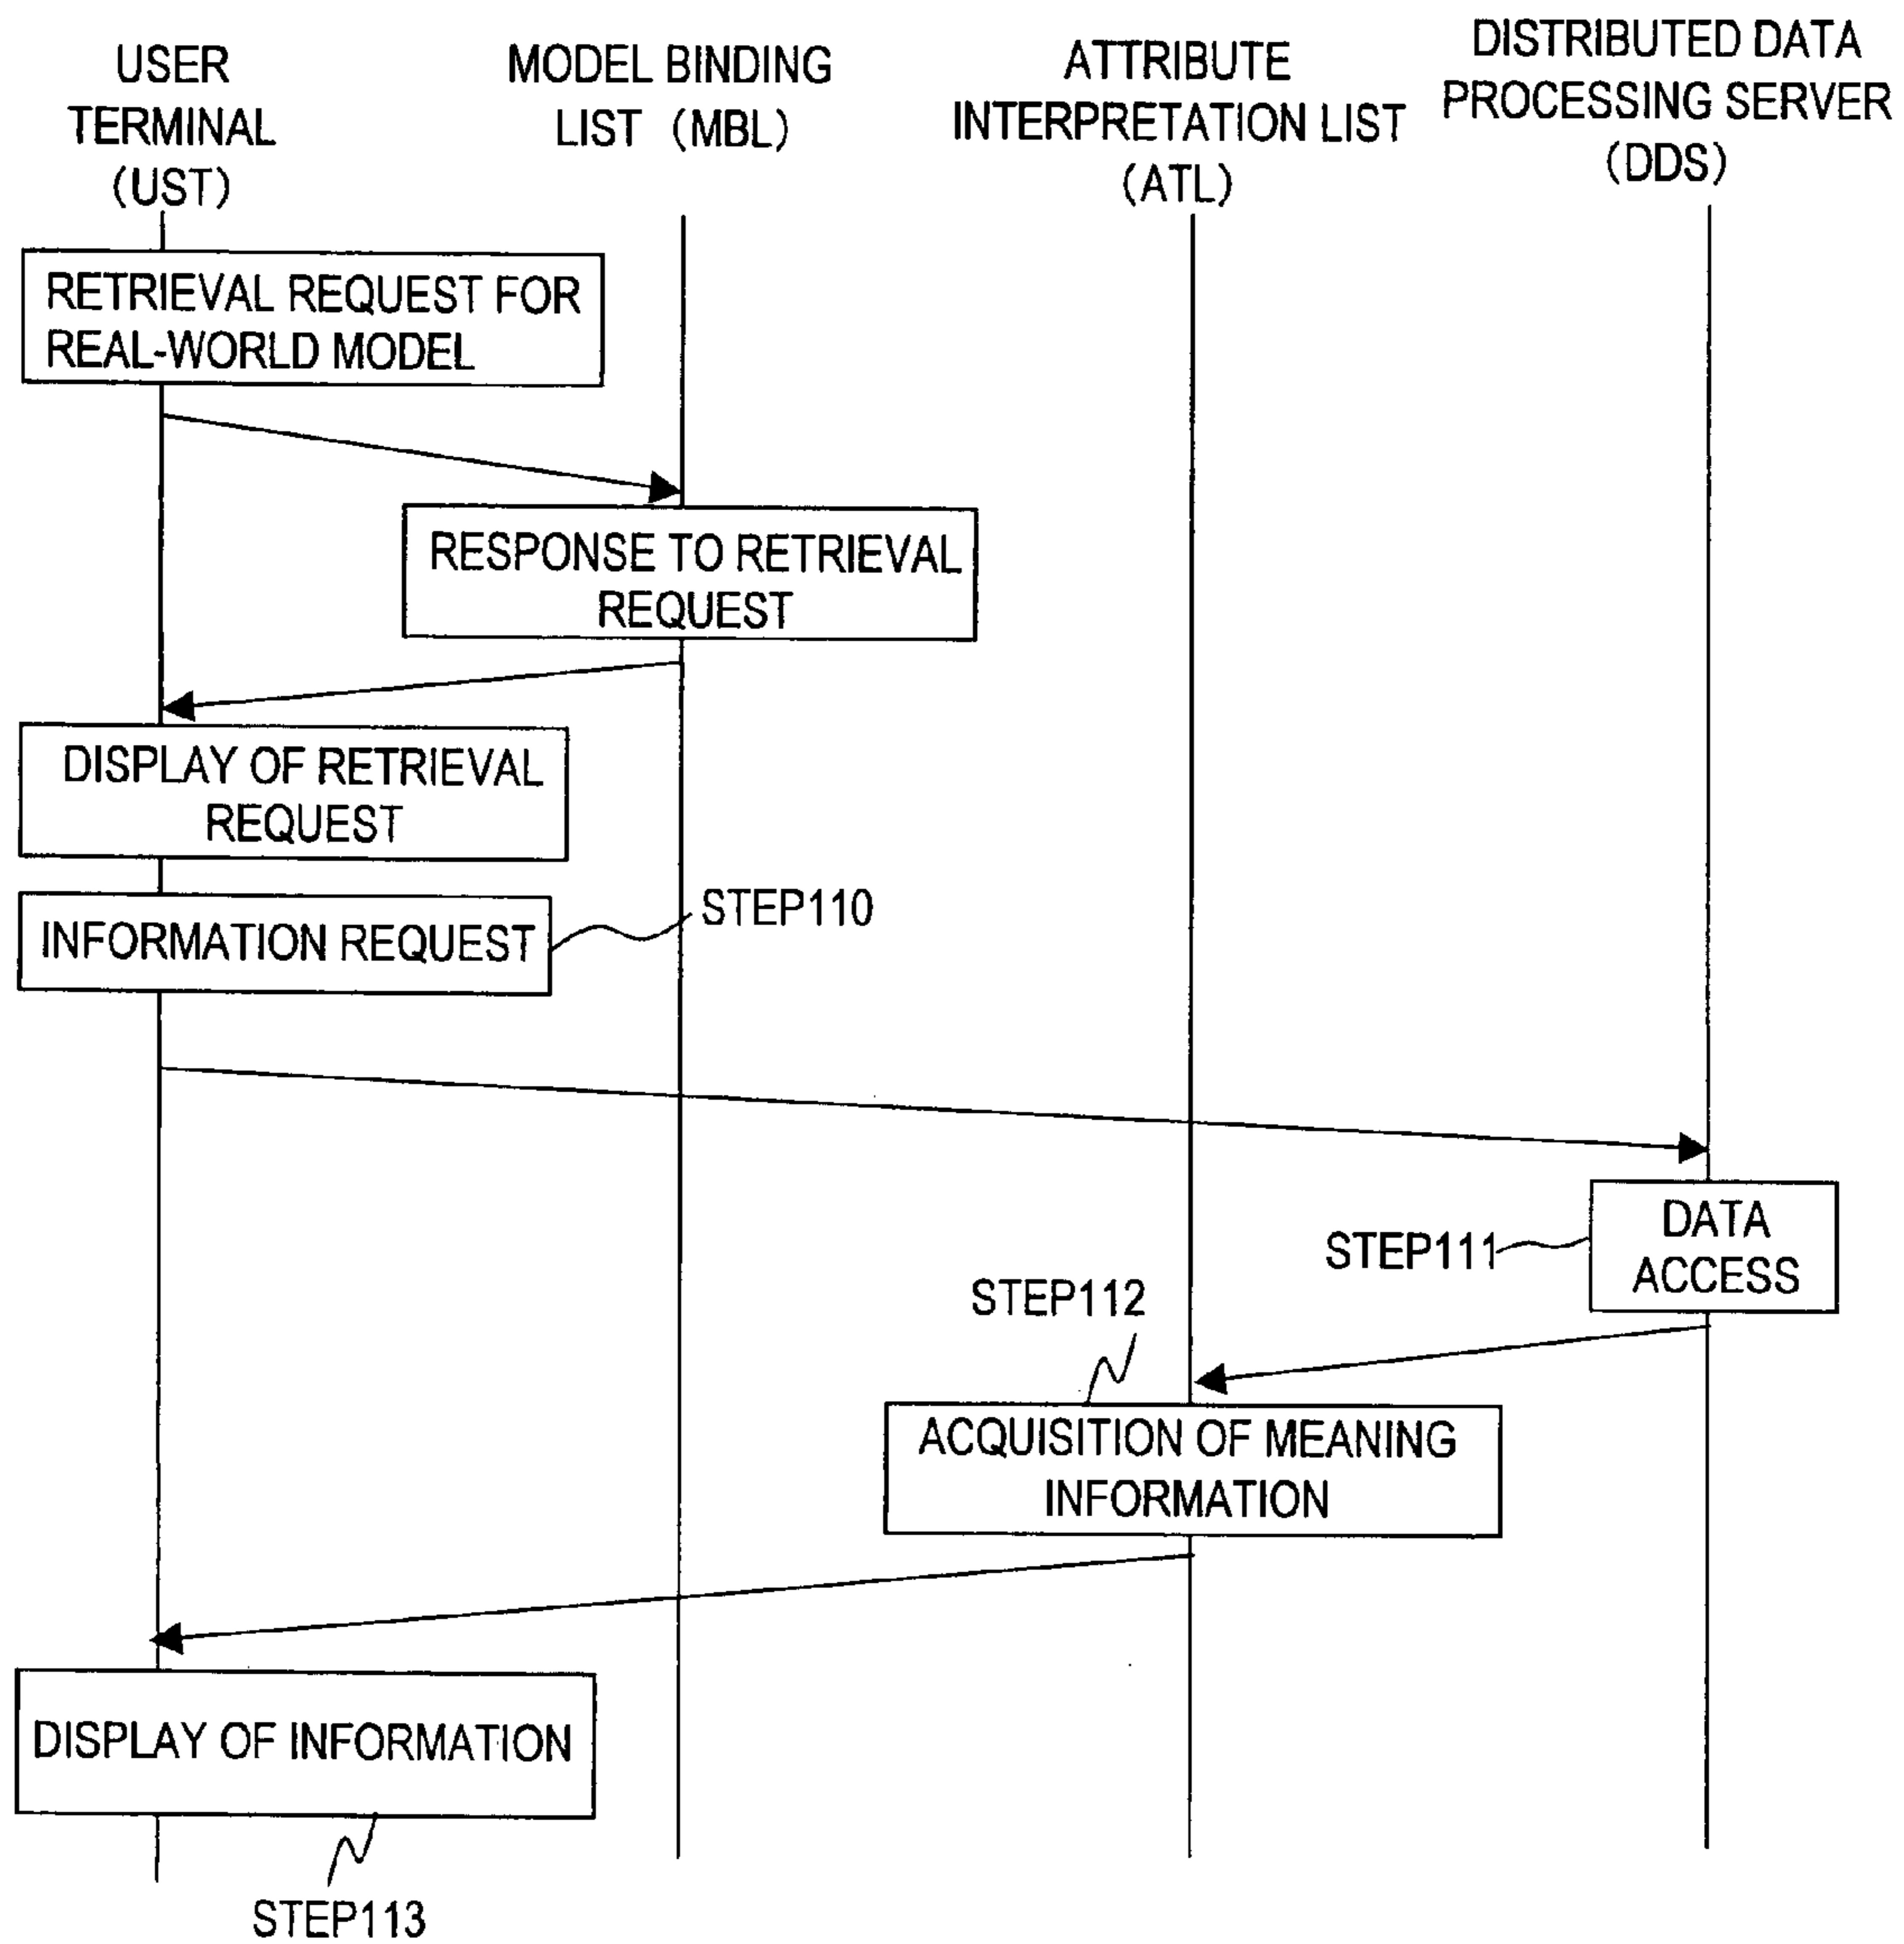 USER
TERMINAL
(UST)
MODEL BINDING
LIST (MBL)
ATTRIBUTE
INTERPRETATION LIST
(ATL)
DISTRIBUTED DATA
PROCESSING SERVER
(DDS)
RETRIEVAL REQUEST FOR
REAL-WORLD MODEL
RESPONSE TO RETRIEVAL
REQUEST
DISPLAY OF RETRIEVAL
REQUEST
INFORMATION REQUEST
STEP110
DATA
ACCESS
STEP111
STEP112
ACQUISITION OF MEANING
INFORMATION
DISPLAY OF INFORMATION
STEP113